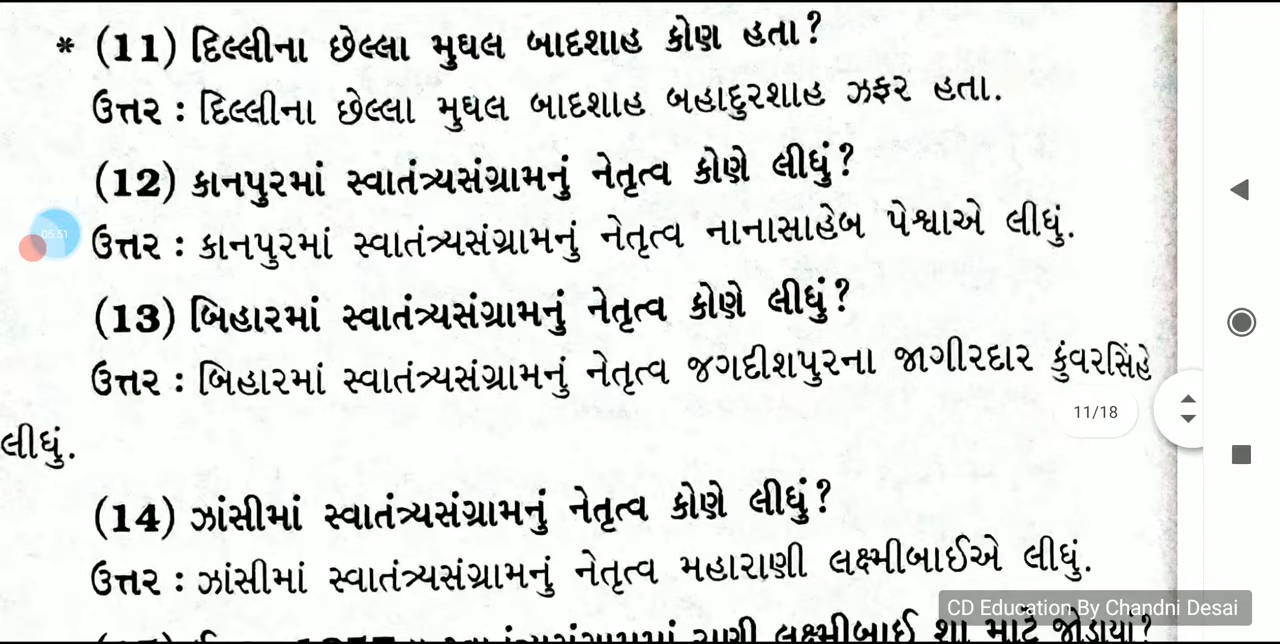 * (11) દિલ્લીના છેલ્લા મુઘલ બાદશાહ કોણ હતા?
ઉત્તર : દિલ્લીના છેલ્લા મુઘલ બાદશાહ બહાદુરશાહ ઝફર હતા.
(12) કાનપુરમાં સ્વાતંત્ર્યસંગ્રામનું નેતૃત્વ કોણે લીધું?
05:51
ઉત્તર : કાનપુરમાં સ્વાતંત્ર્યસંગ્રામનું નેતૃત્વ નાનાસાહેબ પેશ્વાએ લીધું.
(13) બિહારમાં સ્વાતંત્ર્યસંગ્રામનું નેતૃત્વ કોણે લીધું?
ઉત્તર : બિહારમાં સ્વાતંત્ર્યસંગ્રામનું નેતૃત્વ જગદીશપુરના જાગીરદાર કુંવરસિંહે
11/18
લીધું.
(14) ઝાંસીમાં સ્વાતંત્ર્યસંગ્રામનું નેતૃત્વ કોણે લીધું?
ઉત્તર : ઝાંસીમાં સ્વાતંત્ર્યસંગ્રામનું નેતૃત્વ મહારાણી લક્ષ્મીબાઈએ લીધું.
CD Education By Chandni Desai
રાણી લક્ષ્મીબાઈ શા માટે જોડાયાં?